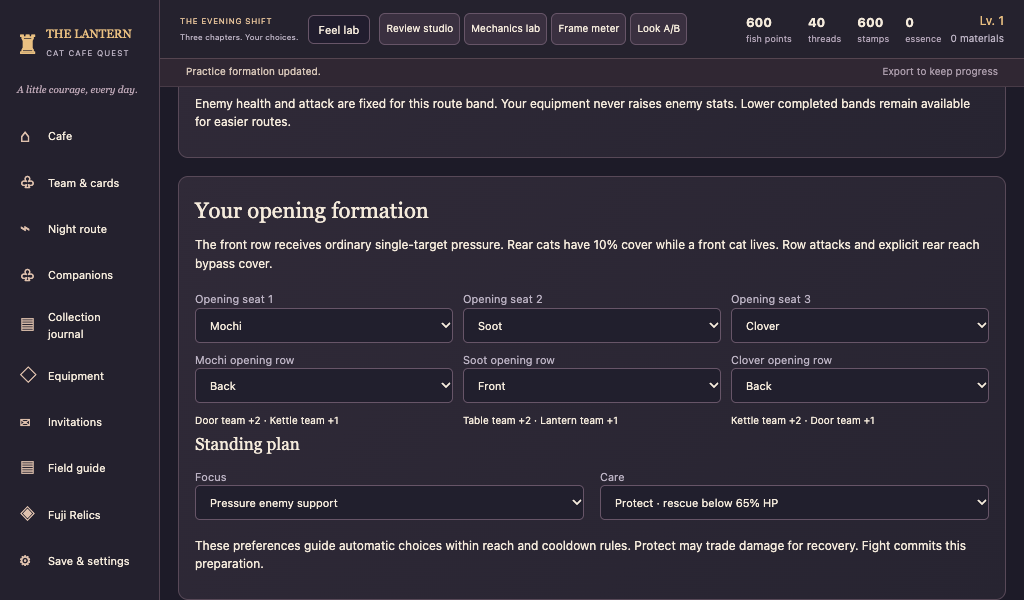 THE LANTERN
CAT CAFE QUEST
A little courage, every day.
Cafe
Team & cards
Night route
Companions
Collection
journal
Equipment
Invitations
Field guide
Fuji Relics
Save & settings
THE EVENING SHIFT
Three chapters. Your choices.
Feel lab
Review studio
Mechanics lab
Frame meter
Look A/B
600
fish points
40
threads
600
stamps
0
essence
Lv. 1
0 materials
Practice formation updated.
Export to keep progress
Enemy health and attack are fixed for this route band. Your equipment never raises enemy stats. Lower completed bands remain available
for easier routes.
Your opening formation
The front row receives ordinary single-target pressure. Rear cats have 10% cover while a front cat lives. Row attacks and explicit rear reach
bypass cover.
Opening seat 1
Opening seat 2
Opening seat 3
Mochi
Soot
Clover
Mochi opening row
Soot opening row
Clover opening row
Back
Front
Back
Door team +2 · Kettle team +1
Table team +2 · Lantern team +1
Kettle team +2 · Door team +1
Standing plan
Focus
Care
Pressure enemy support
Protect · rescue below 65% HP
These preferences guide automatic choices within reach and cooldown rules. Protect may trade damage for recovery. Fight commits this
preparation.